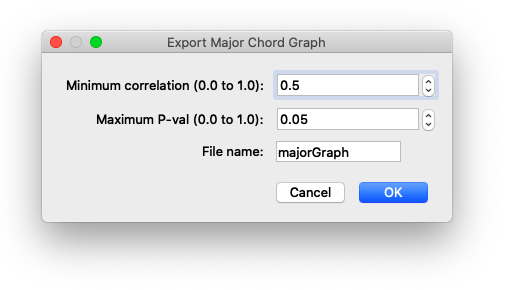 Export Major Chord Graph
Minimum correlation (0.0 to 1.0): 0.5
Maximum P-val (0.0 to 1.0): 0.05
File name: majorGraph
Cancel OK